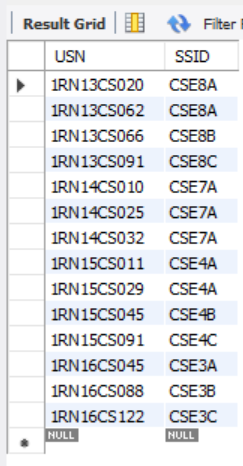 Result Grid Filter
USN SSID
1RN13CS020 CSE8A
1RN13CS062 CSE8A
1RN13CS066 CSE8B
1RN13CS091 CSE8C
1RN14CS010 CSE7A
1RN14CS025 CSE7A
1RN14CS032 CSE7A
1RN15CS011 CSE4A
1RN15CS029 CSE4A
1RN15CS045 CSE4B
1RN15CS091 CSE4C
1RN16CS045 CSE3A
1RN16CS088 CSE3B
1RN16CS122 CSE3C
NULL NULL